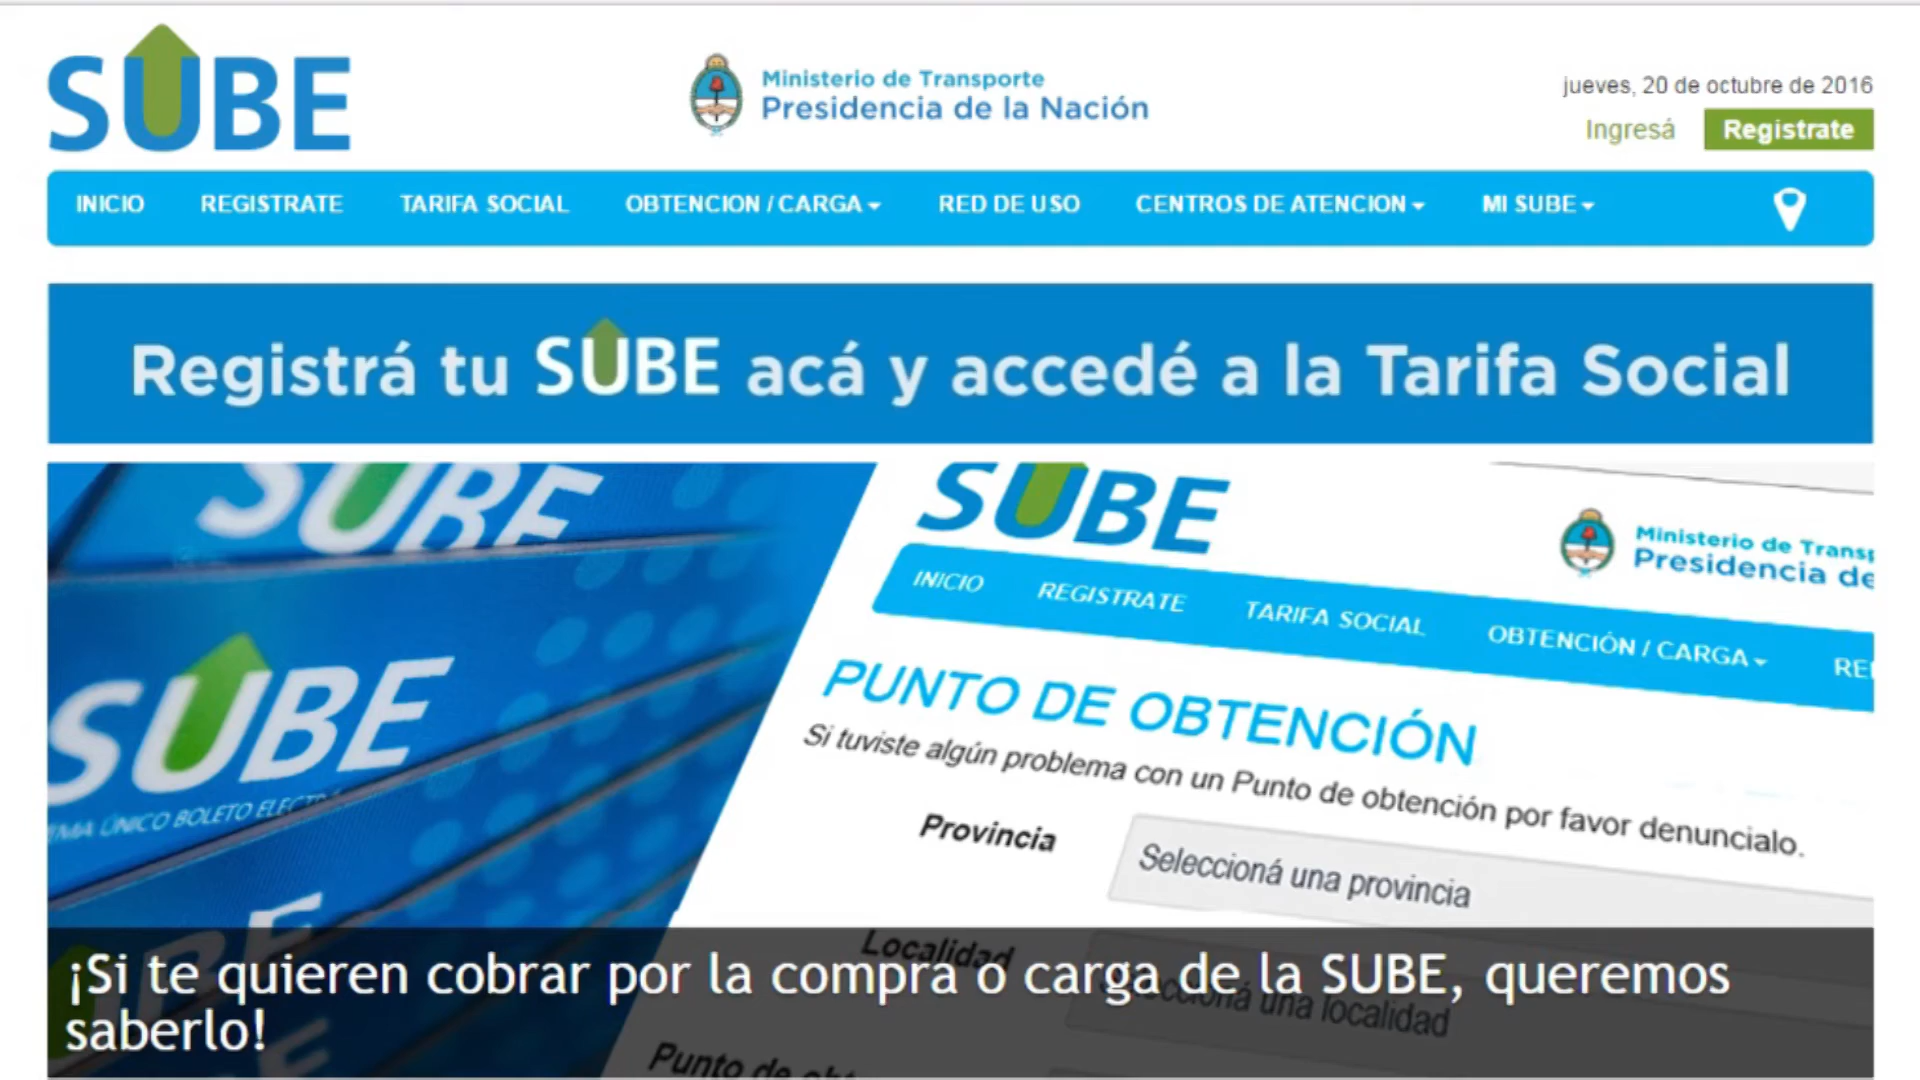 SUBE
Ministerio de Transporte
Presidencia de la Nación
jueves, 20 de octubre de 2016
Ingresá Registrate
INICIO REGISTRATE TARIFA SOCIAL OBTENCION / CARGA RED DE USO CENTROS DE ATENCION MI SUBE
Registrá tu SUBE acá y accedé a la Tarifa Social
SUBE
SUBE
ÚNICO BOLETO
SUBE
Ministerio de
Presidencia
INICIO REGISTRATE TARIFA SOCIAL OBTENCIÓN / CARGA
PUNTO DE OBTENCIÓN
Si tuviste algún problema con un Punto de obtención por favor denuncialo.
Provincia Seleccioná una provincia
Localidad Seleccioná una localidad
Punto de
¡Si te quieren cobrar por la compra o carga de la SUBE, queremos
saberlo!